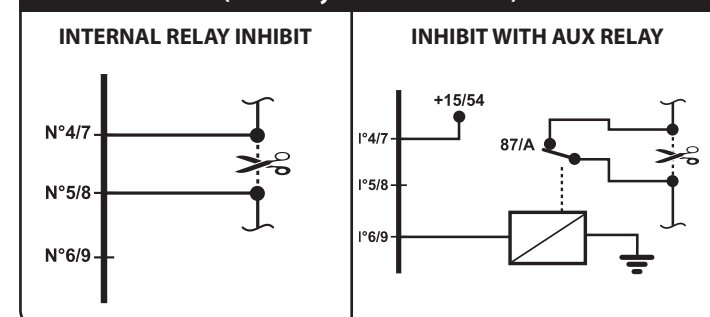 INTERNAL RELAY INHIBIT
N°4/7
N°5/8
N°6/9
INHIBIT WITH AUX RELAY
+15/54
I°4/7
87/A
I°5/8
I°6/9